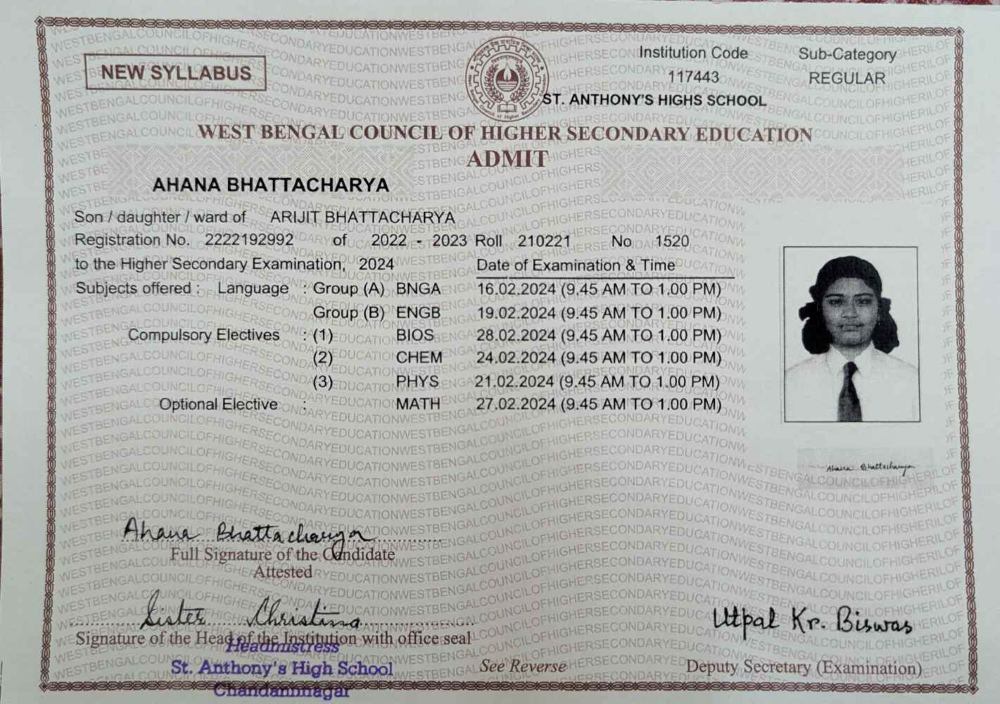 NEW SYLLABUS
Institution Code
117443
ST. ANTHONY'S HIGHS SCHOOL
Sub-Category
REGULAR
WEST BENGAL COUNCIL OF HIGHER SECONDARY EDUCATION
ADMIT
AHANA BHATTACHARYA
Son / daughter / ward of ARIJIT BHATTACHARYA
Registration No. 2222192992 of 2022 - 2023 Roll 210221 No 1520
to the Higher Secondary Examination, 2024 Date of Examination & Time
Subjects offered : Language : Group (A) BNGA 16.02.2024 (9.45 AM TO 1.00 PM)
Group (B) ENGB 19.02.2024 (9.45 AM TO 1.00 PM)
Compulsory Electives : (1) BIOS 28.02.2024 (9.45 AM TO 1.00 PM)
(2) CHEM 24.02.2024 (9.45 AM TO 1.00 PM)
(3) PHYS 21.02.2024 (9.45 AM TO 1.00 PM)
Optional Elective : MATH 27.02.2024 (9.45 AM TO 1.00 PM)
Ahana Bhattacharya
Ahana Bhattacharya
Full Signature of the Candidate
Attested
Sister Christina
Signature of the Head of the Institution with office seal
Headmistress
St. Anthony's High School
Chandannnagar
See Reverse
Utpal Kr. Biswas
Deputy Secretary (Examination)